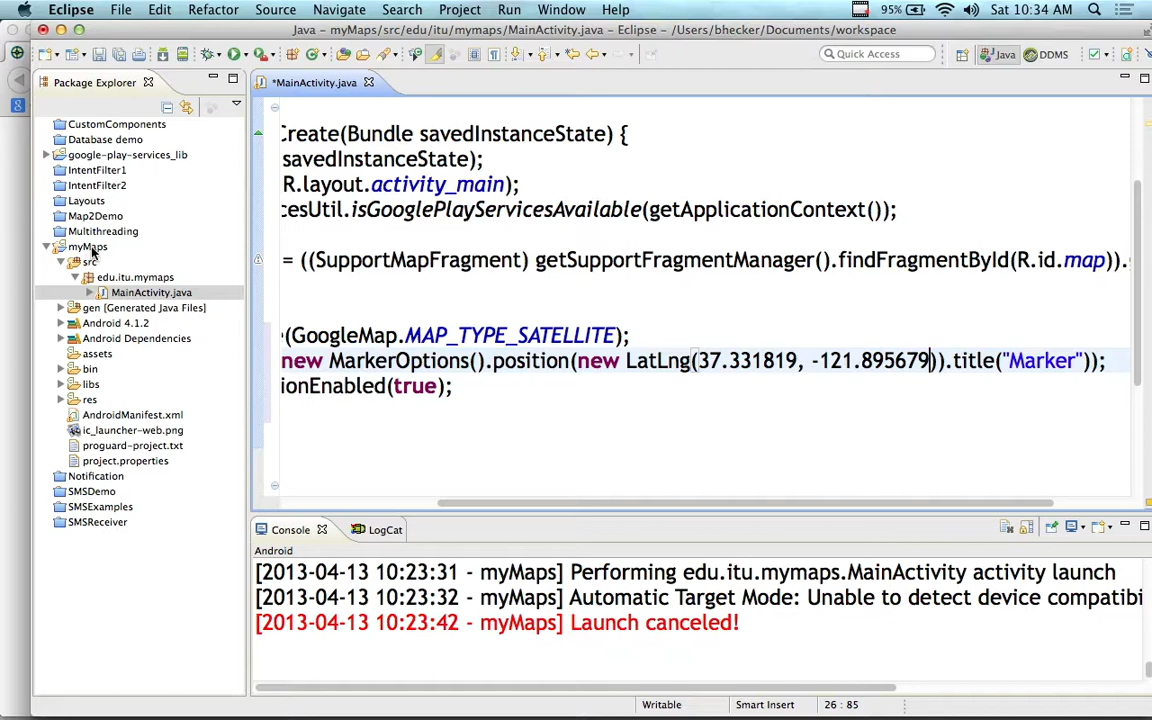 Eclipse File Edit Refactor Source Navigate Search Project Run Window Help 95% Sat 10:34 AM
Java – myMaps/src/edu/itu/mymaps/MainActivity.java – Eclipse – /Users/bhecker/Documents/workspace
Quick Access Java DDMS
Package Explorer
*MainActivity.java
CustomComponents
Database demo
google-play-services_lib
IntentFilter1
IntentFilter2
Layouts
Map2Demo
Multithreading
myMaps
src
edu.itu.mymaps
MainActivity.java
gen [Generated Java Files]
Android 4.1.2
Android Dependencies
assets
bin
libs
res
AndroidManifest.xml
ic_launcher-web.png
proguard-project.txt
project.properties
Notification
SMSDemo
SMSExamples
SMSReceiver
Create(Bundle savedInstanceState) {
savedInstanceState);
R.layout.activity_main);
cesUtil.isGooglePlayServicesAvailable(getApplicationContext());
= ((SupportMapFragment) getSupportFragmentManager().findFragmentById(R.id.map)).
(GoogleMap.MAP_TYPE_SATELLITE);
new MarkerOptions().position(new LatLng(37.331819, -121.895679)).title("Marker"));
ionEnabled(true);
Console LogCat
Android
[2013-04-13 10:23:31 - myMaps] Performing edu.itu.mymaps.MainActivity activity launch
[2013-04-13 10:23:32 - myMaps] Automatic Target Mode: Unable to detect device compatibi
[2013-04-13 10:23:42 - myMaps] Launch canceled!
Writable Smart Insert 26 : 85